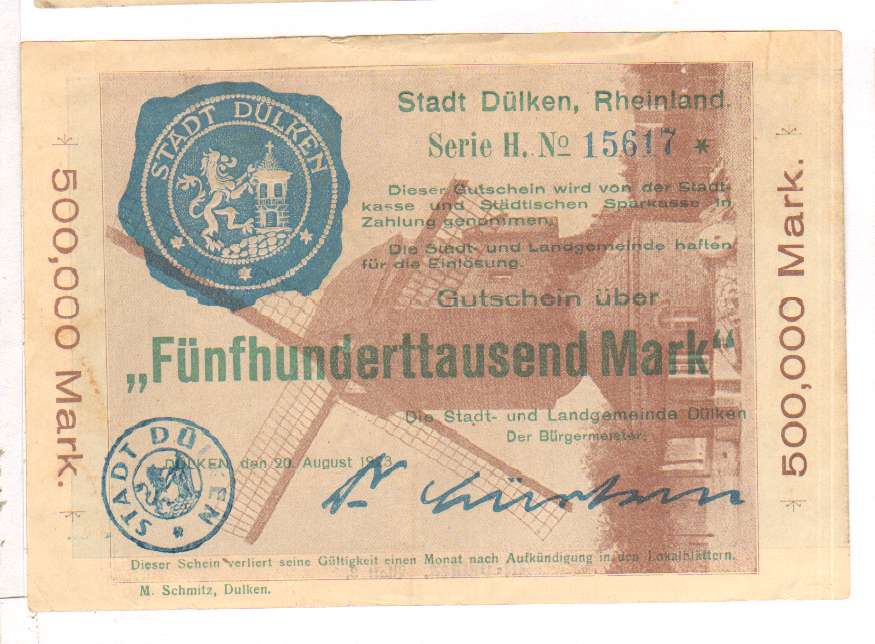 STADT DÜLKEN
Stadt Dülken, Rheinland.
Serie H. No 15617 *
Dieser Gutschein wird von der Stadt-
kasse und Städtischen Sparkasse in
Zahlung genommen.
Die Stadt- und Landgemeinde haften
für die Einlösung.
Gutschein über
„Fünfhunderttausend Mark"
Die Stadt- und Landgemeinde Dülken
Der Bürgermeister:
DÜLKEN, den 20. August 1923.
STADT DÜLKEN
Dieser Schein verliert seine Gültigkeit einen Monat nach Aufkündigung in den Lokalblättern.
M. Schmitz, Dulken.
500,000 Mark.
500,000 Mark.